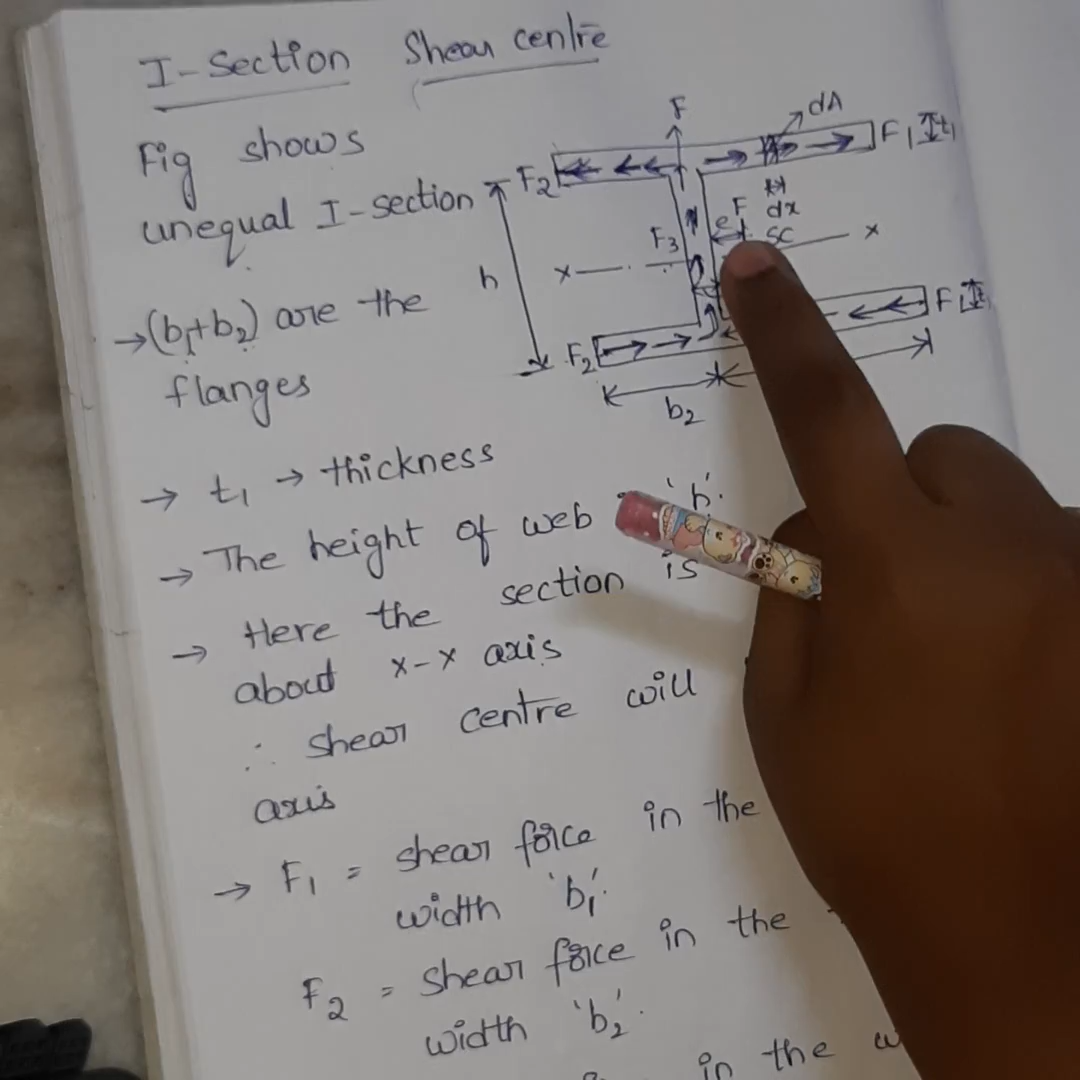 I-Section Shear centre
Fig shows
unequal I-section
→(b1+b2) are the
flanges
→ t1 → thickness
→ The height of web 'h'.
→ Here the section is
about x-x axis
∴ shear centre will
axis
→ F1 = shear force in the
width 'b1'.
F2 = shear force in the
width 'b2'.
in the
F
dA
F2
F1 t1
dx
F
e
SC
F3
x
x
h
F2
F1
b2